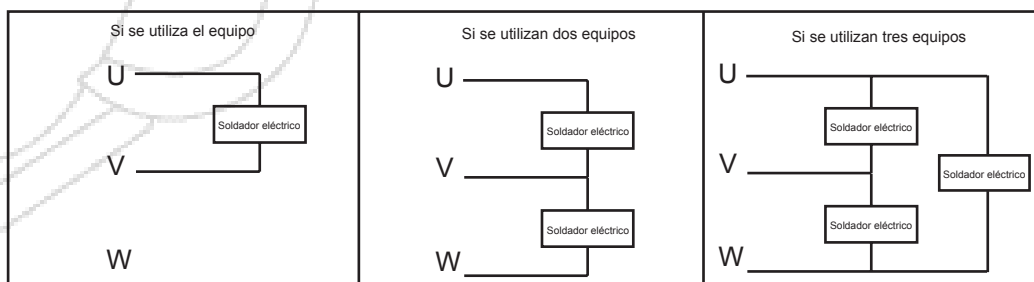 Si se utiliza el equipo
U
Soldador eléctrico
V
W
Si se utilizan dos equipos
U
Soldador eléctrico
V
Soldador eléctrico
W
Si se utilizan tres equipos
U
Soldador eléctrico
V
Soldador eléctrico
Soldador eléctrico
W